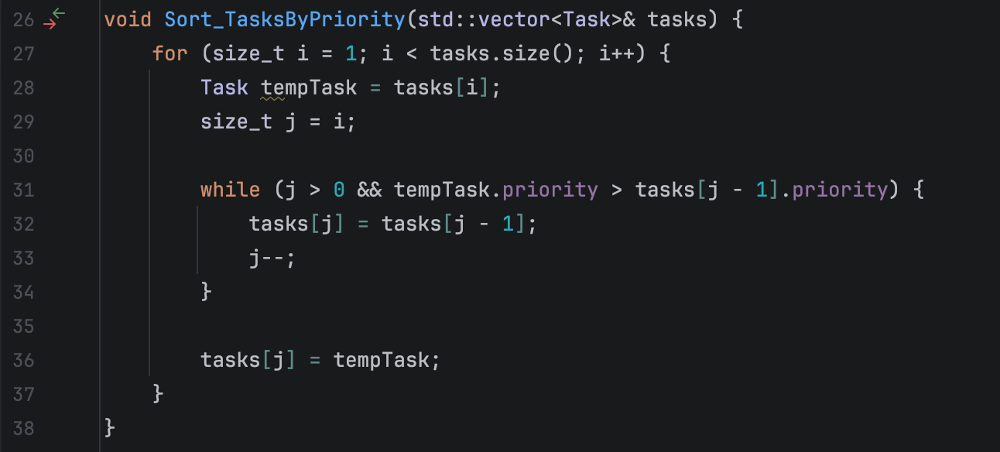 26 void Sort_TasksByPriority(std::vector<Task>& tasks) {
27     for (size_t i = 1; i < tasks.size(); i++) {
28         Task tempTask = tasks[i];
29         size_t j = i;
30
31         while (j > 0 && tempTask.priority > tasks[j - 1].priority) {
32             tasks[j] = tasks[j - 1];
33             j--;
34         }
35
36         tasks[j] = tempTask;
37     }
38 }